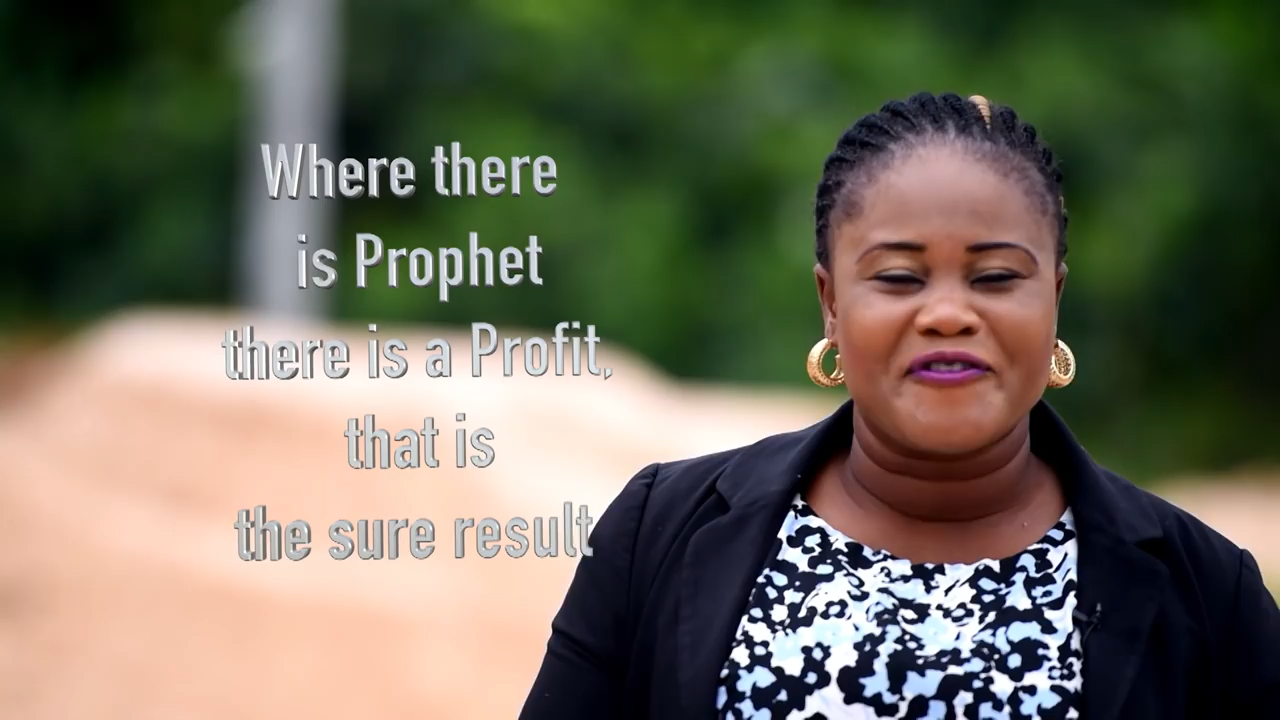 Where there
is Prophet
there is a Profit,
that is
the sure result